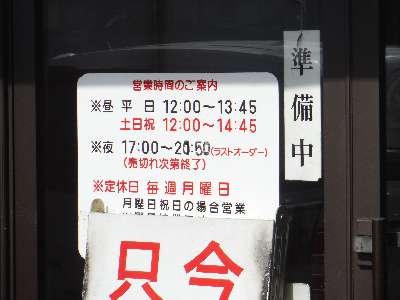 営業時間のご案内
※昼 平 日 12:00～13:45
土日祝 12:00～14:45
※夜 17:00～20:50(ラストオーダー)
(売切れ次第終了)
※定休日 毎週月曜日
月曜日祝日の場合営業
準備中
只今